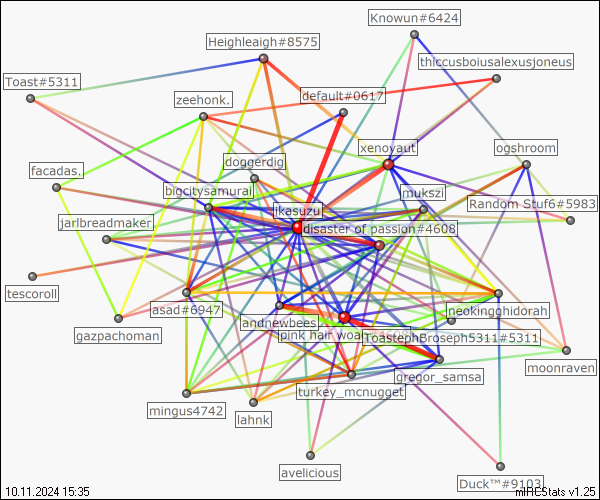 Knowun#6424
Heighleaigh#8575
thiccusboiusalexusjoneus
Toast#5311
default#0617
zeehonk.
xenovaut
ogshroom
doggerdig
facadas.
bigcitysamurai
mukszi
Random Stuf6#5983
likasuzu
jarlbreadmaker
disaster of passion#4608
tescoroll
asad#6947
neokingghidorah
andnewbees
gazpachoman
pink hair woa
ToastephBroseph5311#5311
moonraven
gregor_samsa
turkey_mcnugget
mingus4742
lahnk
avelicious
Duck™#9103
10.11.2024 15:35
mIRCStats v1.25